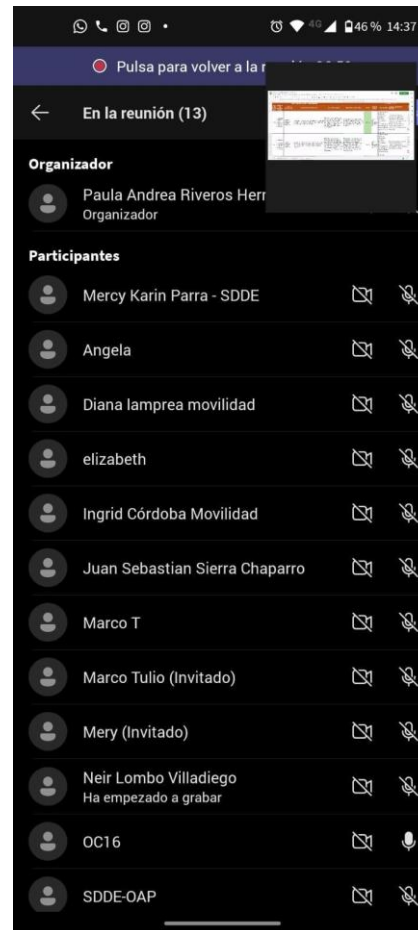 46 % 14:37
Pulsa para volver a la
En la reunión (13)
Organizador
Paula Andrea Riveros
Organizador
Participantes
Mercy Karin Parra - SDDE
Angela
Diana lamprea movilidad
elizabeth
Ingrid Córdoba Movilidad
Juan Sebastian Sierra Chaparro
Marco T
Marco Tulio (Invitado)
Mery (Invitado)
Neir Lombo Villadiego
Ha empezado a grabar
OC16
SDDE-OAP